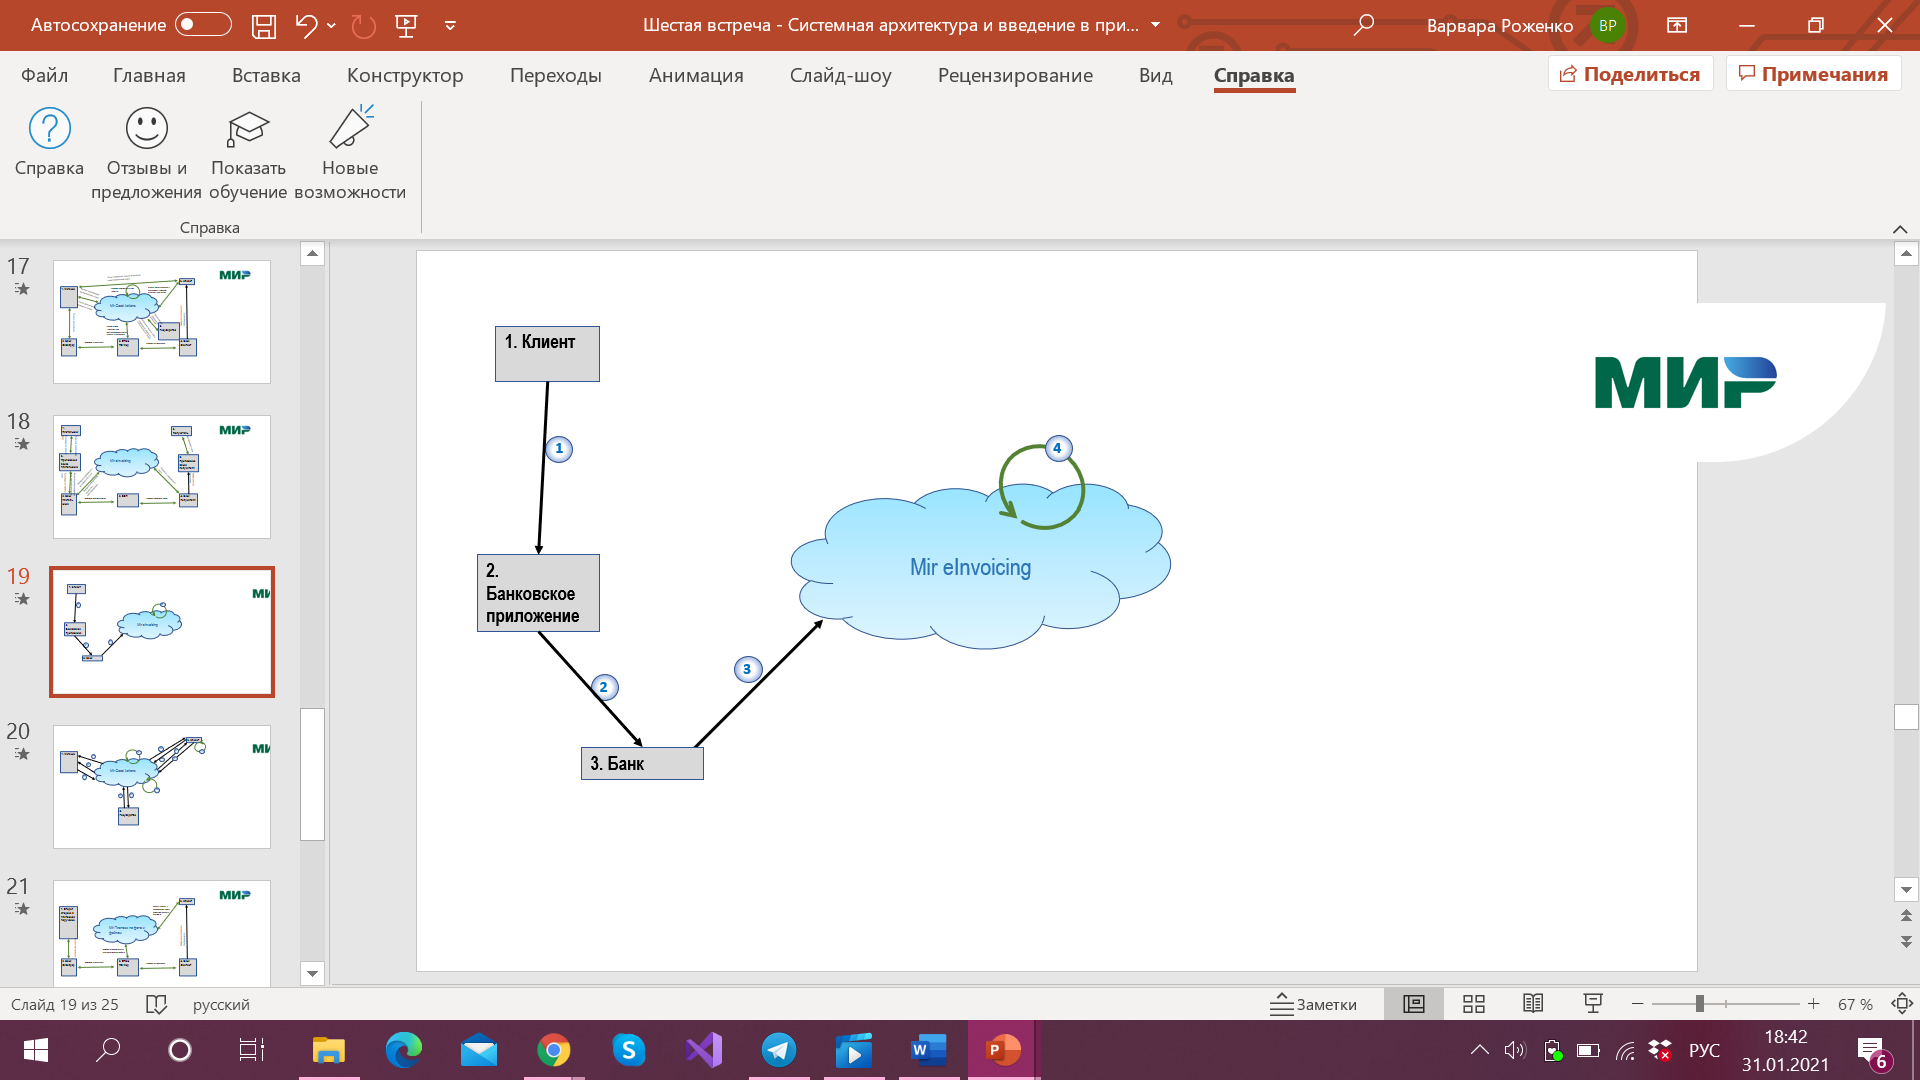 Автосохранение
Шестая встреча - Системная архитектура и введение в при...
Варвара Роженко
ВР
Файл
Главная
Вставка
Конструктор
Переходы
Анимация
Слайд-шоу
Рецензирование
Вид
Справка
Поделиться
Примечания
Справка
Отзывы и
предложения
Показать
обучение
Новые
возможности
Справка
17
МИР
18
МИР
19
20
21
МИР
1. Клиент
1
2.
Банковское
приложение
2
3
3. Банк
4
Mir eInvoicing
МИР
Слайд 19 из 25
русский
Заметки
67 %
РУС
18:42
31.01.2021
6